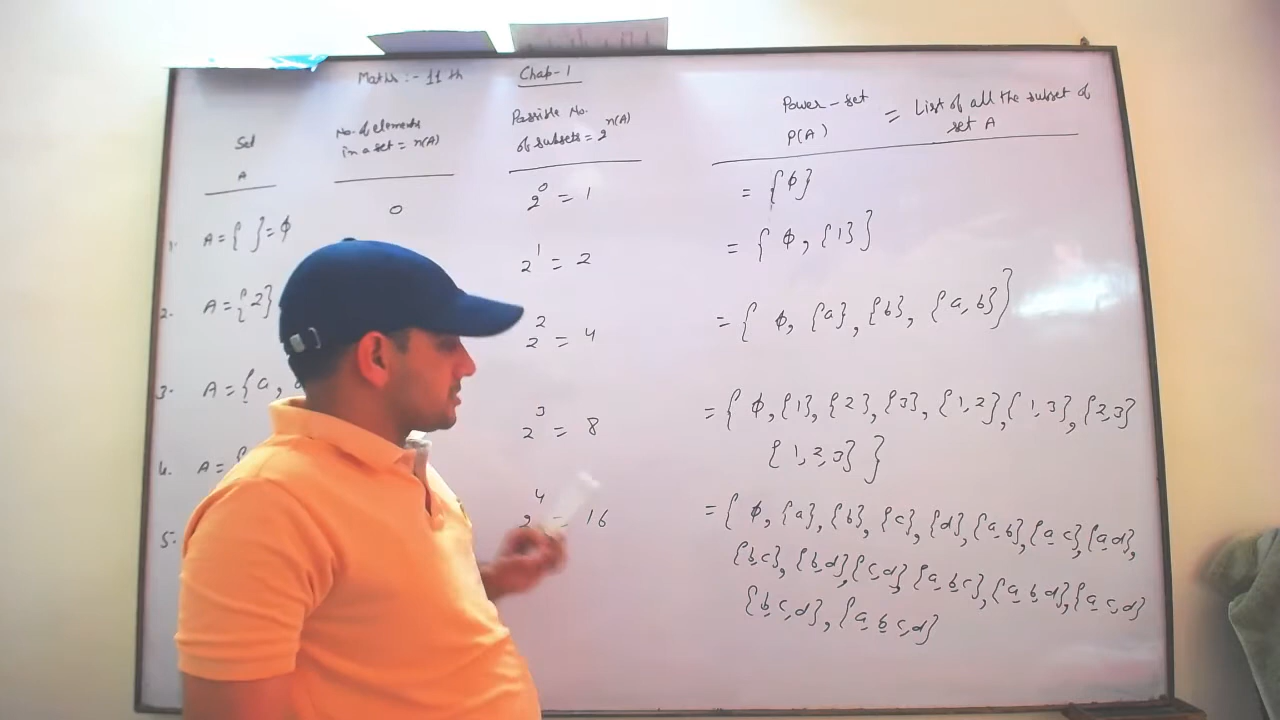 Maths :- 11 th Chap-1
Set
A
No. of elements
in a set = n(A)
Possible No.
of subsets = 2^n(A)
Power-set
P(A)
= List of all the subset of
set A
1. A = { } = ϕ 0 2^0 = 1 = {ϕ}
2. A = {2} 2^1 = 2 = { ϕ, {1} }
3. A = {a, 2^2 = 4 = { ϕ, {a}, {b}, {a, b} }
4. A = { 2^3 = 8 = { ϕ, {1}, {2}, {3}, {1,2}, {1,3}, {2,3}
{1,2,3} }
5. 2^4 = 16 = { ϕ, {a}, {b}, {c}, {d}, {a,b}, {a,c}, {a,d},
{b,c}, {b,d}, {c,d} {a,b,c}, {a,b,d}, {a,c,d}
{b,c,d}, {a,b,c,d}